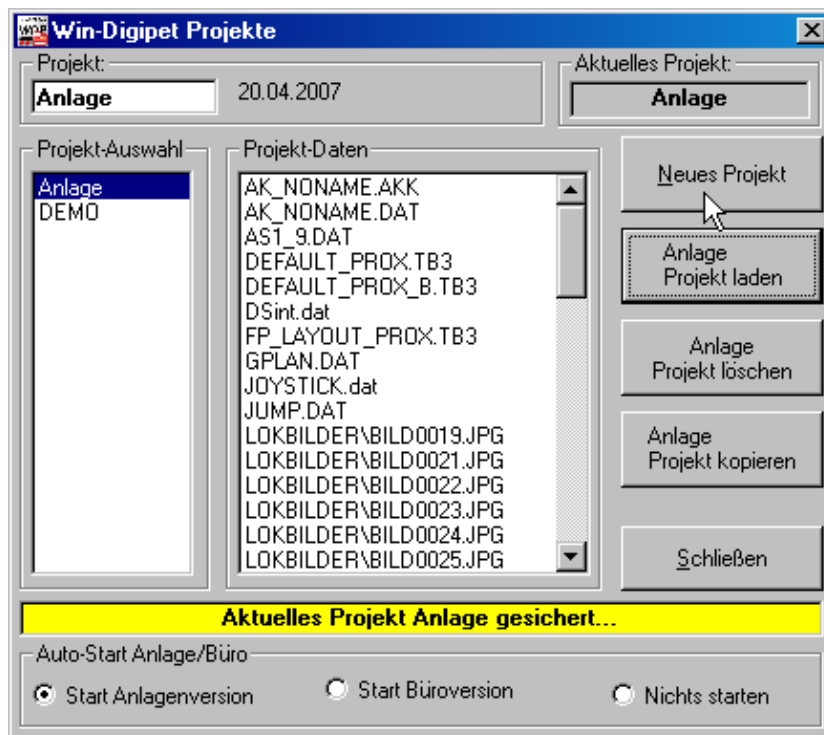 Win-Digipet Projekte
Projekt:
Anlage
20.04.2007
Aktuelles Projekt:
Anlage
Projekt-Auswahl
Anlage
DEMO
Projekt-Daten
AK_NONAME.AKK
AK_NONAME.DAT
AS1_9.DAT
DEFAULT_PROX.TB3
DEFAULT_PROX_B.TB3
DSint.dat
FP_LAYOUT_PROX.TB3
GPLAN.DAT
JOYSTICK.dat
JUMP.DAT
LOKBILDER\BILD0019.JPG
LOKBILDER\BILD0021.JPG
LOKBILDER\BILD0022.JPG
LOKBILDER\BILD0023.JPG
LOKBILDER\BILD0024.JPG
LOKBILDER\BILD0025.JPG
Neues Projekt
Anlage
Projekt laden
Anlage
Projekt löschen
Anlage
Projekt kopieren
Schließen
Aktuelles Projekt Anlage gesichert...
Auto-Start Anlage/Büro
Start Anlagenversion
Start Büroversion
Nichts starten